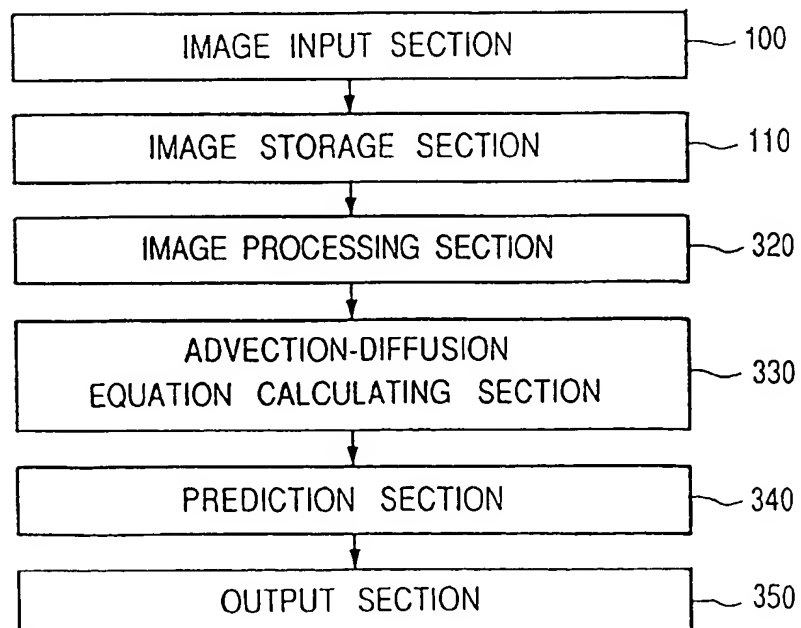 IMAGE INPUT SECTION 100
IMAGE STORAGE SECTION 110
IMAGE PROCESSING SECTION 320
ADVECTION-DIFFUSION
EQUATION CALCULATING SECTION 330
PREDICTION SECTION 340
OUTPUT SECTION 350